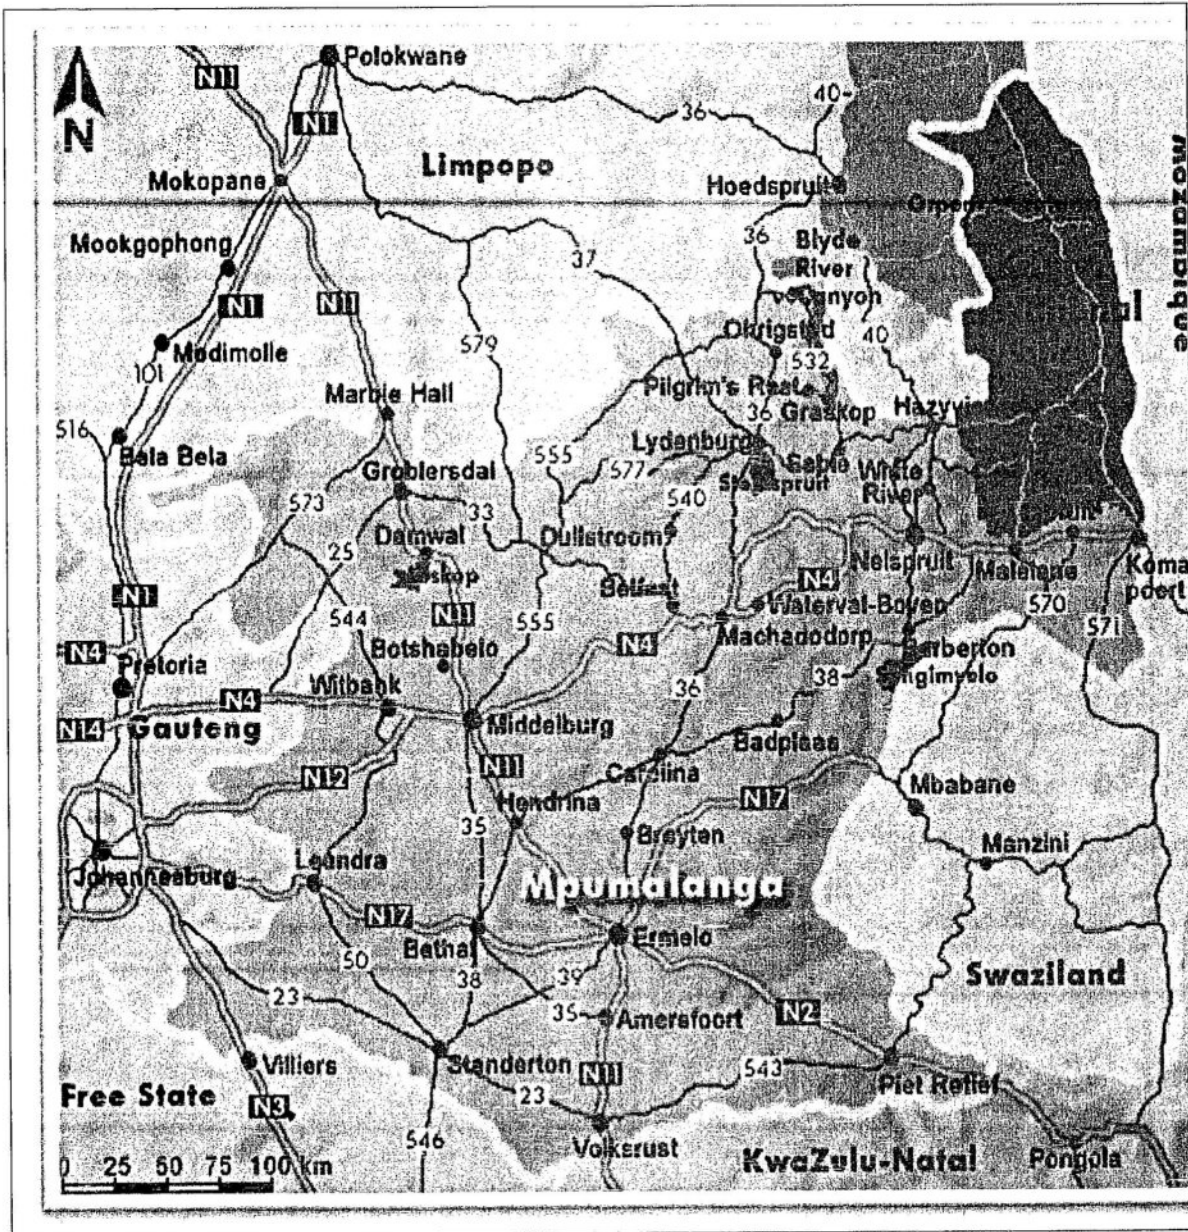 Polokwane
N11
40
36
N1
N
Limpopo
Mokopane
Hoedspruit
Mozambique
Mookgophong
36
Blyde
River
Canyon
37
N1
N11
Ohrigstad
40
579
Modimolle
532
101
Pilgrim's Rest
Marble Hall
36
Graskop
Hazyview
516
Lydenburg
Bela Bela
555
577
Sabie
White
River
Groblersdal
540
573
33
Damwal
Dullstroom
25
Nelspruit
Malelane
Komati
poort
N4
Belfast
Waterval-Boven
570
N1
544
N11
555
Machadodorp
571
N4
Botshabelo
N4
Barberton
Pretoria
Songimvelo
Witbank
36
38
N4
N14
Gauteng
Middelburg
Badplaas
N12
N11
Carolina
Mbabane
Hendrina
N17
35
Breyten
Manzini
Leandra
Johannesburg
Mpumalanga
N17
Bethal
Ermelo
50
38
39
Swaziland
23
35
Amersfoort
N2
Villiers
Standerton
N11
543
Piet Retief
Free State
N3
23
546
Volksrust
KwaZulu-Natal
Pongola
0 25 50 75 100 km